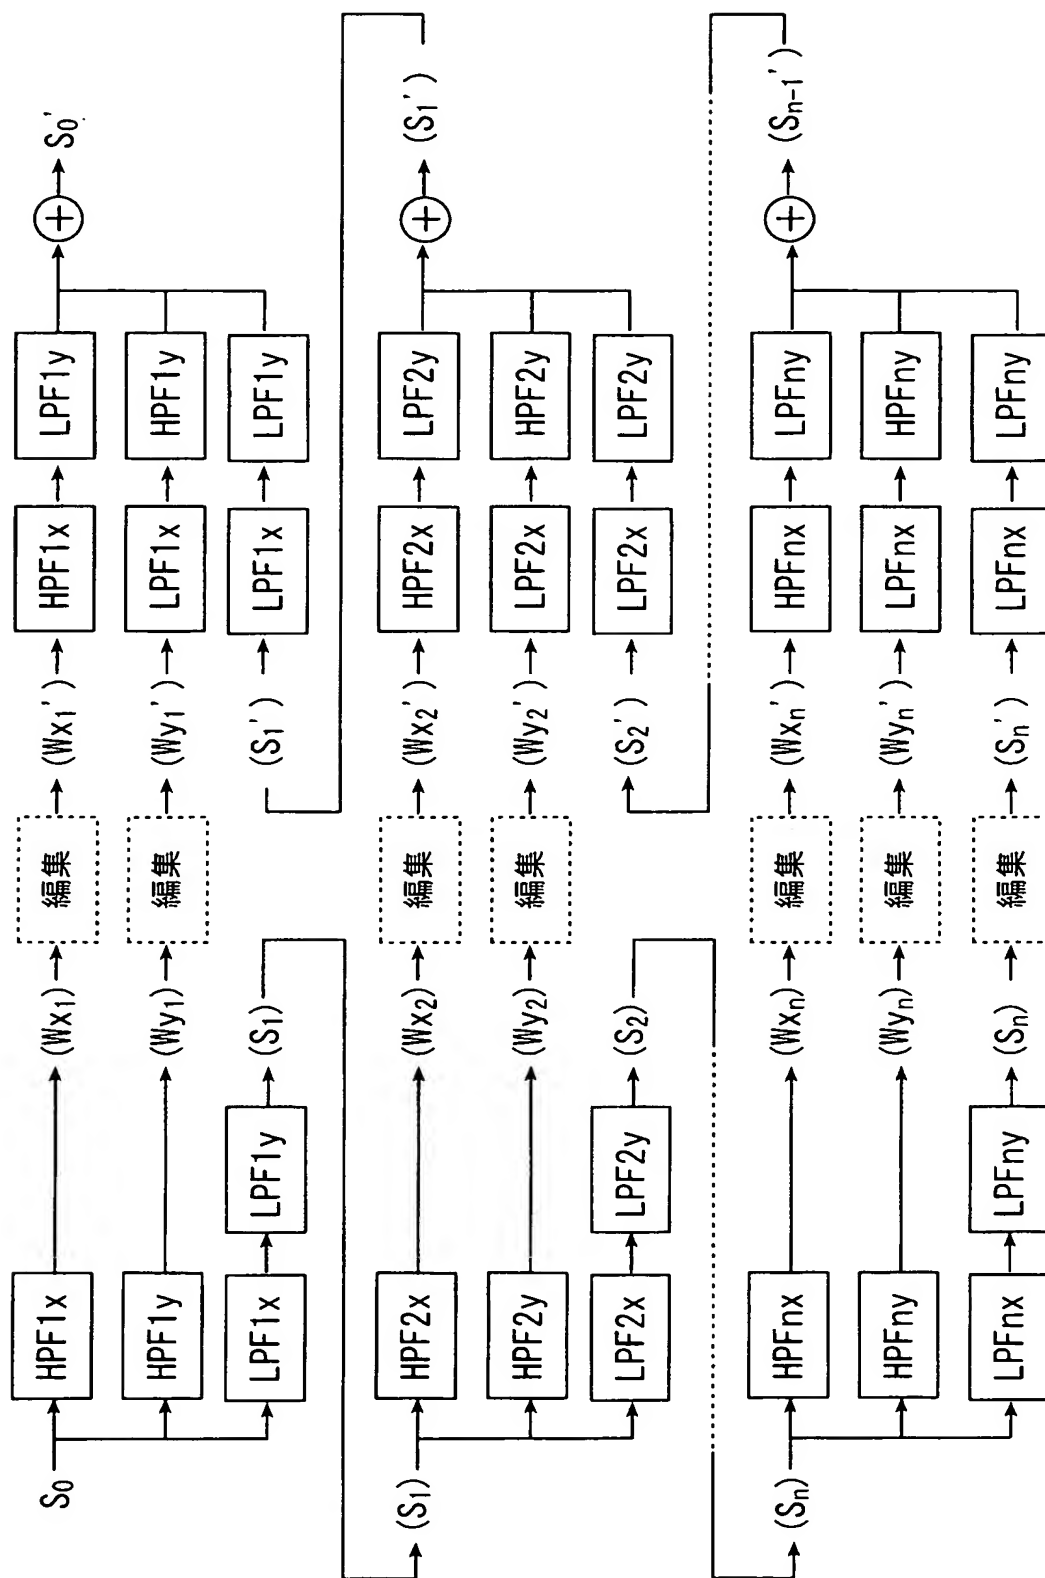 S₀ HPF1x (Wx₁) 編集 (Wx₁') HPF1x LPF1y + S₀'
HPF1y (Wy₁) 編集 (Wy₁') LPF1x HPF1y
LPF1x LPF1y (S₁) (S₁') LPF1x LPF1y
(S₁) HPF2x (Wx₂) 編集 (Wx₂') HPF2x LPF2y + (S₁')
HPF2y (Wy₂) 編集 (Wy₂') LPF2x HPF2y
LPF2x LPF2y (S₂) (S₂') LPF2x LPF2y
(Sₙ) HPFnx (Wxₙ) 編集 (Wxₙ') HPFnx LPFny + (Sₙ₋₁')
HPFny (Wyₙ) 編集 (Wyₙ') LPFnx HPFny
LPFnx LPFny (Sₙ) 編集 (Sₙ') LPFnx LPFny